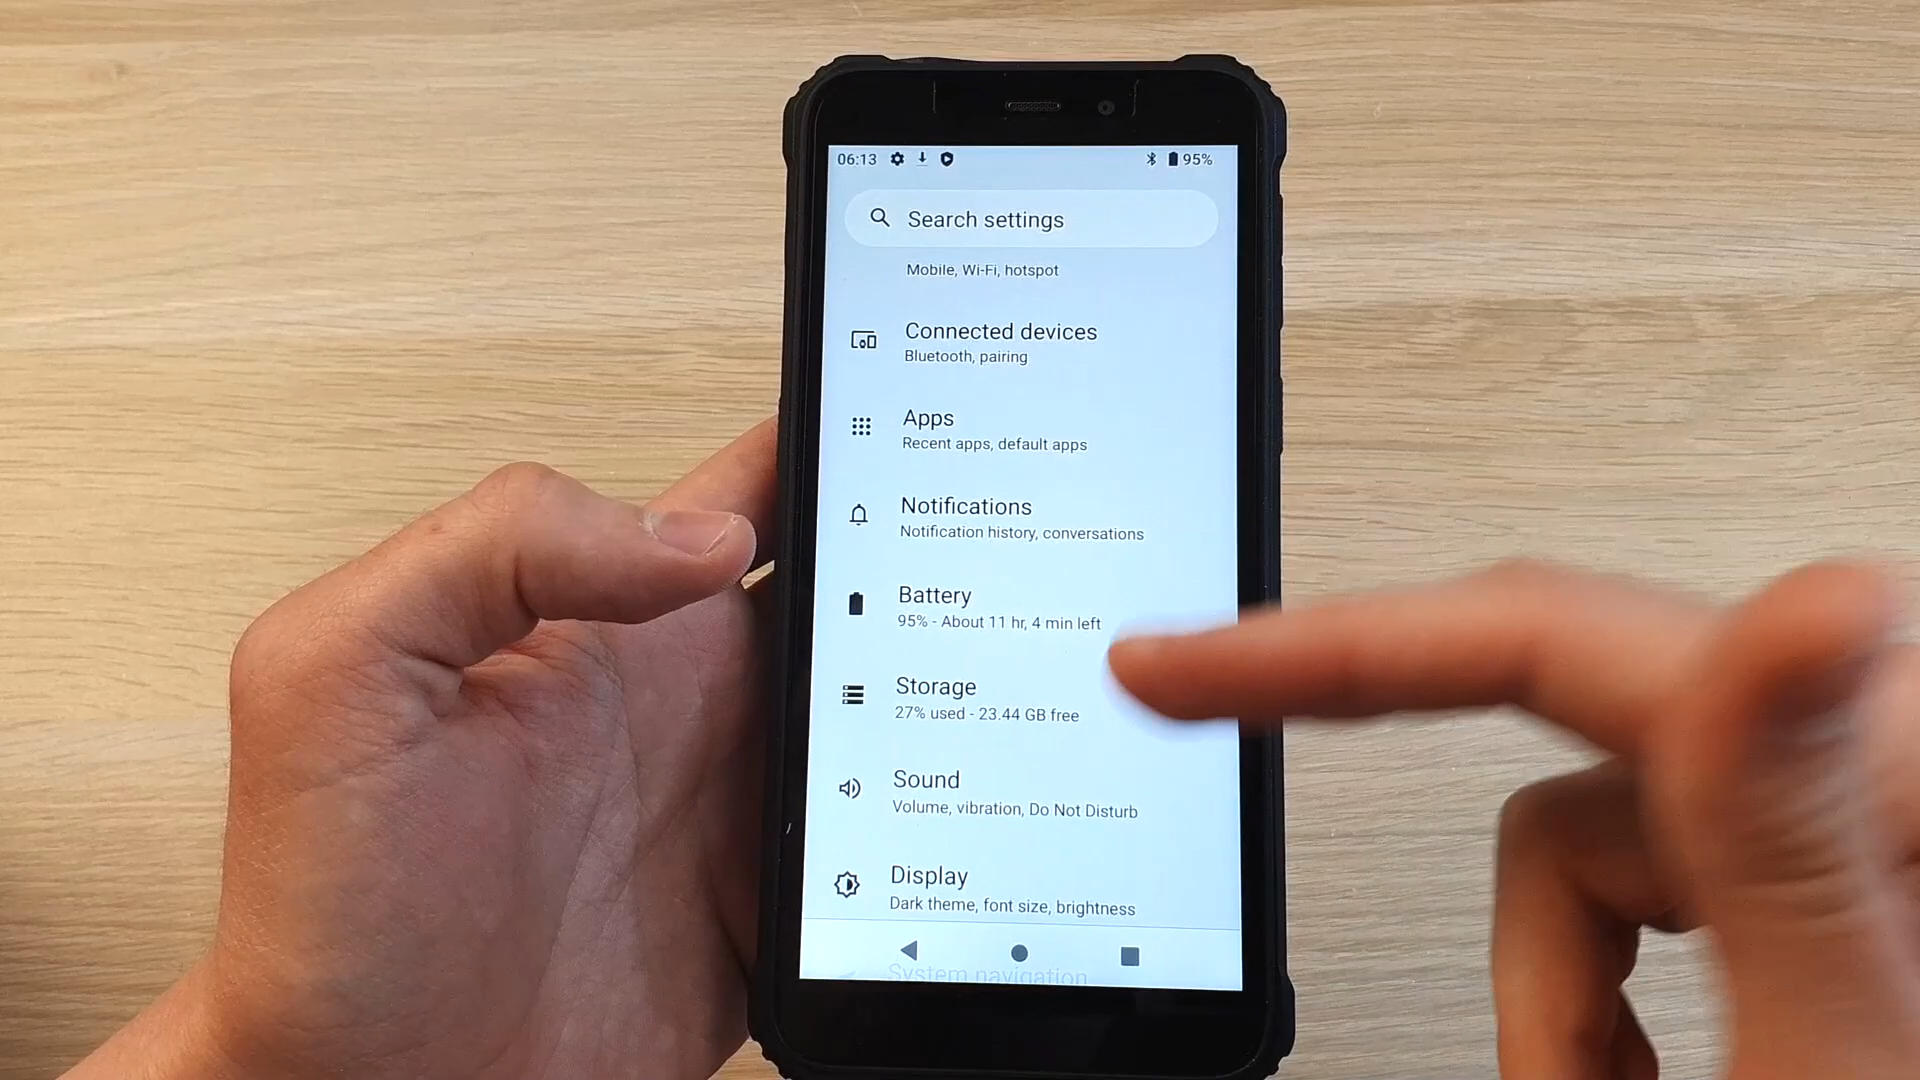 06:13 95%
Search settings
Mobile, Wi-Fi, hotspot
Connected devices
Bluetooth, pairing
Apps
Recent apps, default apps
Notifications
Notification history, conversations
Battery
95% - About 11 hr, 4 min left
Storage
27% used - 23.44 GB free
Sound
Volume, vibration, Do Not Disturb
Display
Dark theme, font size, brightness
System navigation